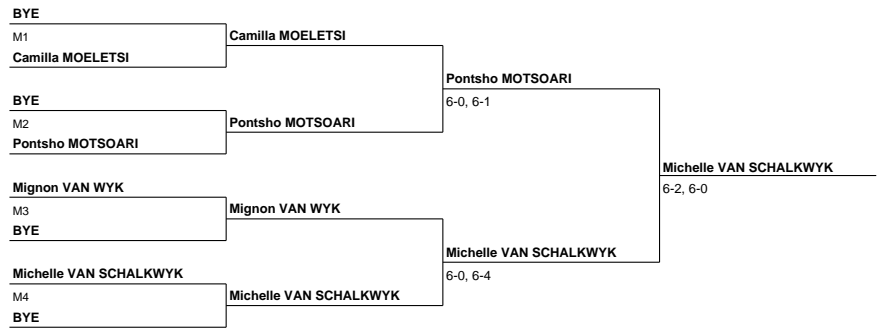 BYE
M1
Camilla MOELETSI
Camilla MOELETSI
BYE
M2
Pontsho MOTSOARI
Pontsho MOTSOARI
Pontsho MOTSOARI
6-0, 6-1
Mignon VAN WYK
M3
BYE
Mignon VAN WYK
Michelle VAN SCHALKWYK
M4
BYE
Michelle VAN SCHALKWYK
Michelle VAN SCHALKWYK
6-0, 6-4
Michelle VAN SCHALKWYK
6-2, 6-0